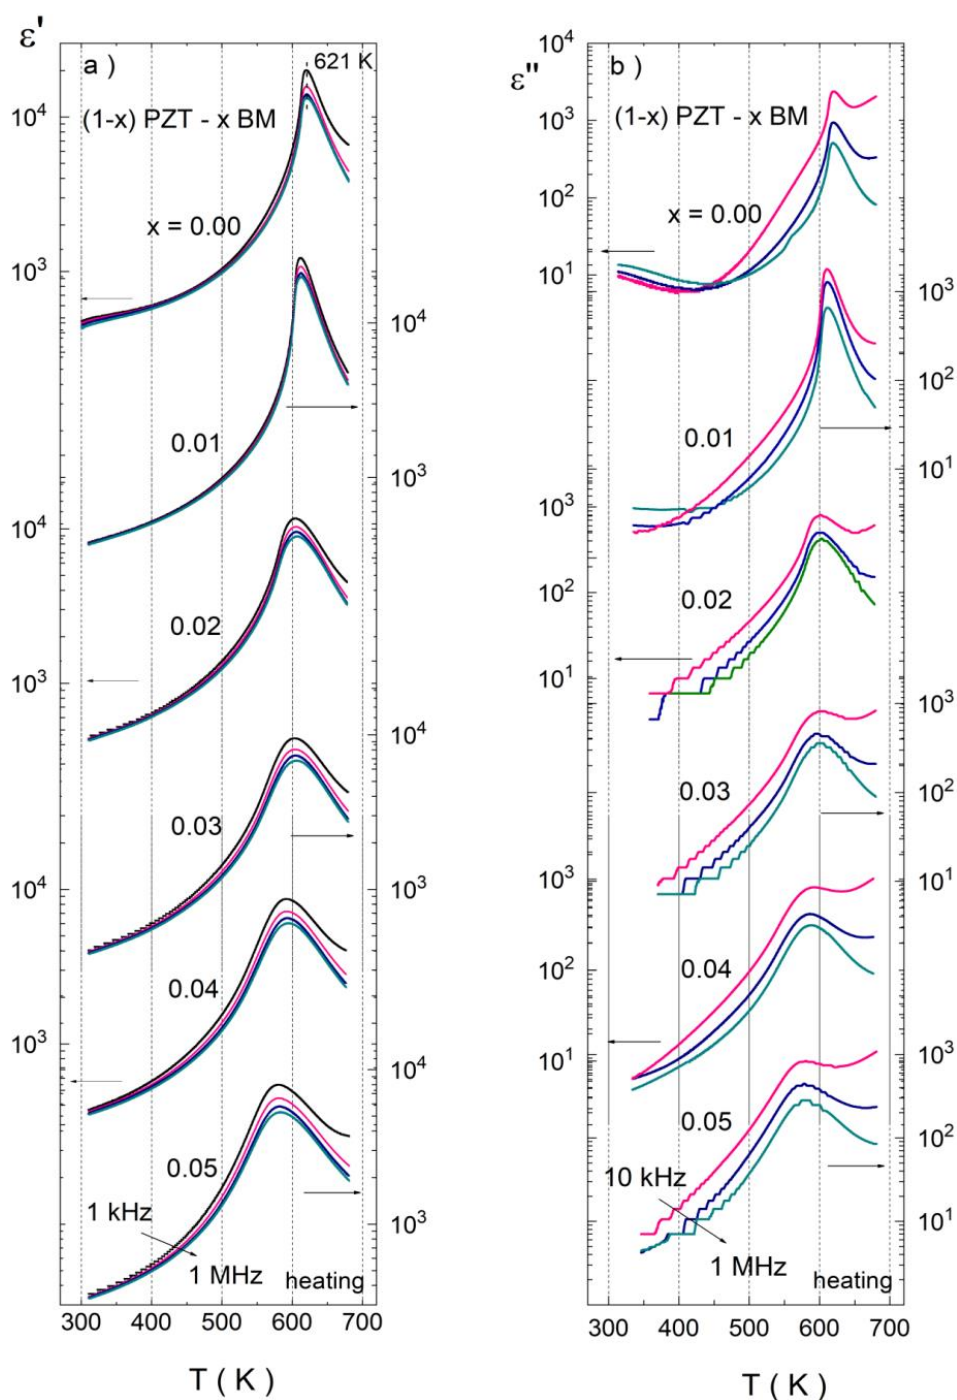 ε'
a )
621 K
10⁴
(1-x) PZT - x BM
x = 0.00
10³
10⁴
0.01
10³
10⁴
0.02
10³
10⁴
0.03
10⁴
10³
0.04
10³
10⁴
0.05
1 kHz
10³
1 MHz
heating
300 400 500 600 700
T ( K )
ε''
10⁴
b )
10³
(1-x) PZT - x BM
10²
x = 0.00
10¹
10³
10²
0.01
10¹
10³
10²
0.02
10¹
10³
0.03
10²
10³
10¹
0.04
10²
10¹
10³
0.05
10²
10 kHz
10¹
1 MHz
heating
300 400 500 600 700
T ( K )